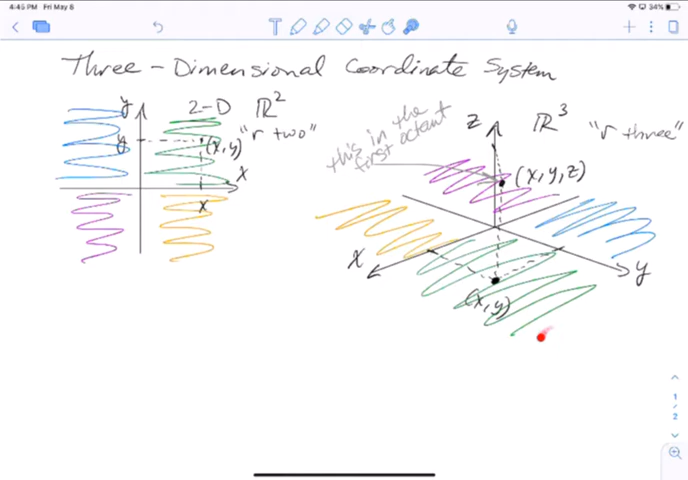 4:45 PM Fri May 8
34%
Three-Dimensional Coordinate System
y
2-D ℝ²
"r two"
y
(x,y)
x
x
this in the
first octant
z
ℝ³
"r three"
(x,y,z)
x
y
(x,y)
1
/
2